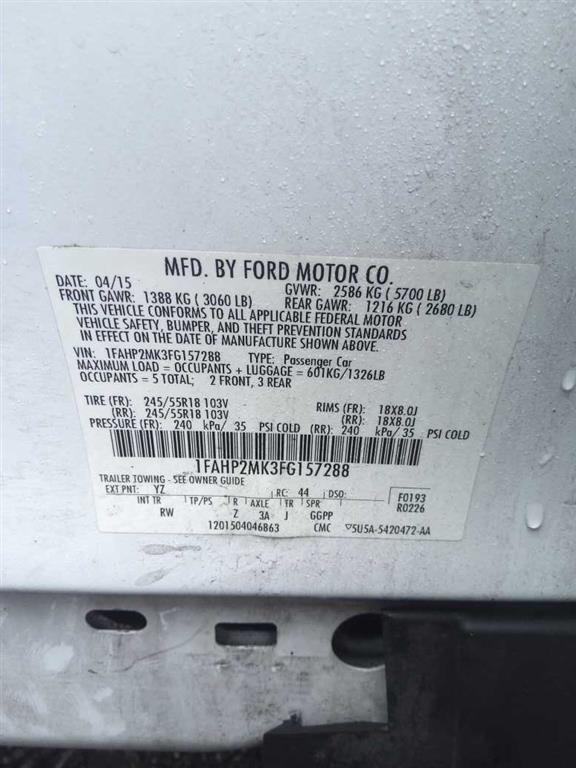 MFD. BY FORD MOTOR CO.
DATE: 04/15 GVWR: 2586 KG ( 5700 LB)
FRONT GAWR: 1388 KG ( 3060 LB) REAR GAWR: 1216 KG ( 2680 LB)
THIS VEHICLE CONFORMS TO ALL APPLICABLE FEDERAL MOTOR
VEHICLE SAFETY, BUMPER, AND THEFT PREVENTION STANDARDS
IN EFFECT ON THE DATE OF MANUFACTURE SHOWN ABOVE.
VIN: 1FAHP2MK3FG157288 TYPE: Passenger Car
MAXIMUM LOAD = OCCUPANTS + LUGGAGE = 601KG/1326LB
OCCUPANTS = 5 TOTAL; 2 FRONT, 3 REAR
TIRE (FR): 245/55R18 103V RIMS (FR): 18X8.0J
(RR): 245/55R18 103V (RR): 18X8.0J
PRESSURE (FR): 240 kPa/ 35 PSI COLD (RR): 240 kPa/ 35 PSI COLD
1FAHP2MK3FG157288
TRAILER TOWING - SEE OWNER GUIDE
EXT PNT: YZ RC: 44 DSO: F0193
INT TR TP/PS R AXLE TR SPR R0226
RW Z 3A J GGPP
1201504046863 CMC ▽5U5A-5420472-AA